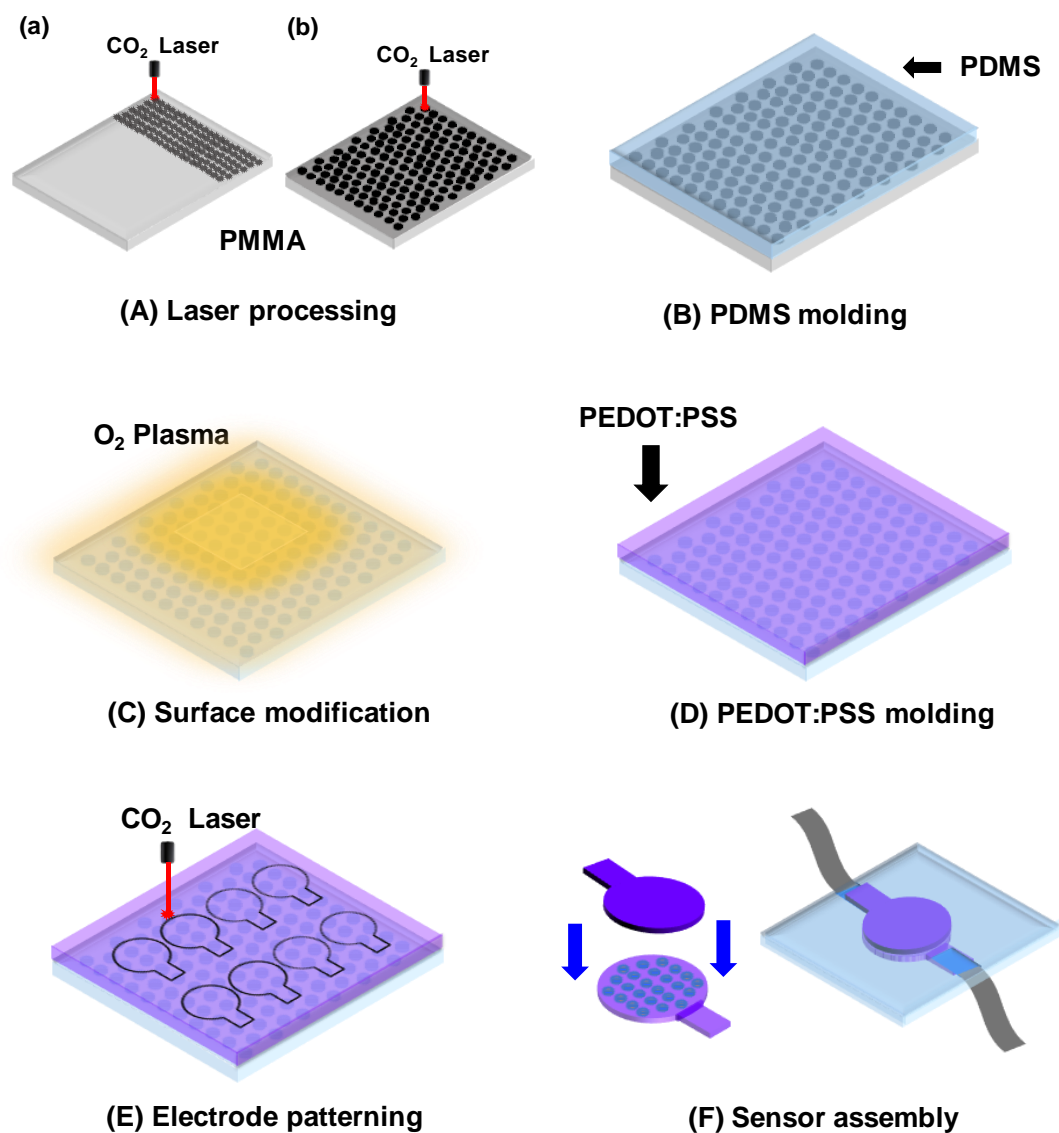 (a)
CO₂ Laser
(b)
CO₂ Laser
PMMA
(A) Laser processing
PDMS
(B) PDMS molding
O₂ Plasma
(C) Surface modification
PEDOT:PSS
(D) PEDOT:PSS molding
CO₂ Laser
(E) Electrode patterning
(F) Sensor assembly